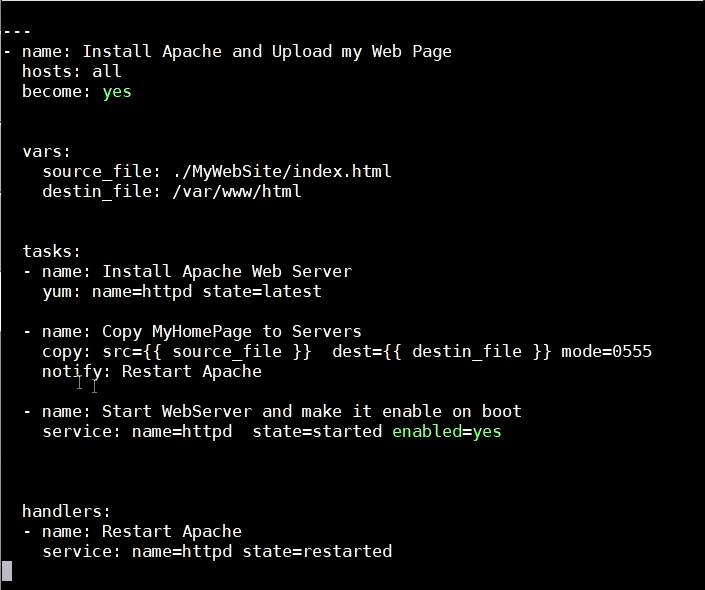 ---
- name: Install Apache and Upload my Web Page
  hosts: all
  become: yes
  vars:
    source_file: ./MyWebSite/index.html
    destin_file: /var/www/html
  tasks:
  - name: Install Apache Web Server
    yum: name=httpd state=latest
  - name: Copy MyHomePage to Servers
    copy: src={{ source_file }}  dest={{ destin_file }} mode=0555
    notify: Restart Apache
  - name: Start WebServer and make it enable on boot
    service: name=httpd  state=started enabled=yes
  handlers:
  - name: Restart Apache
    service: name=httpd state=restarted